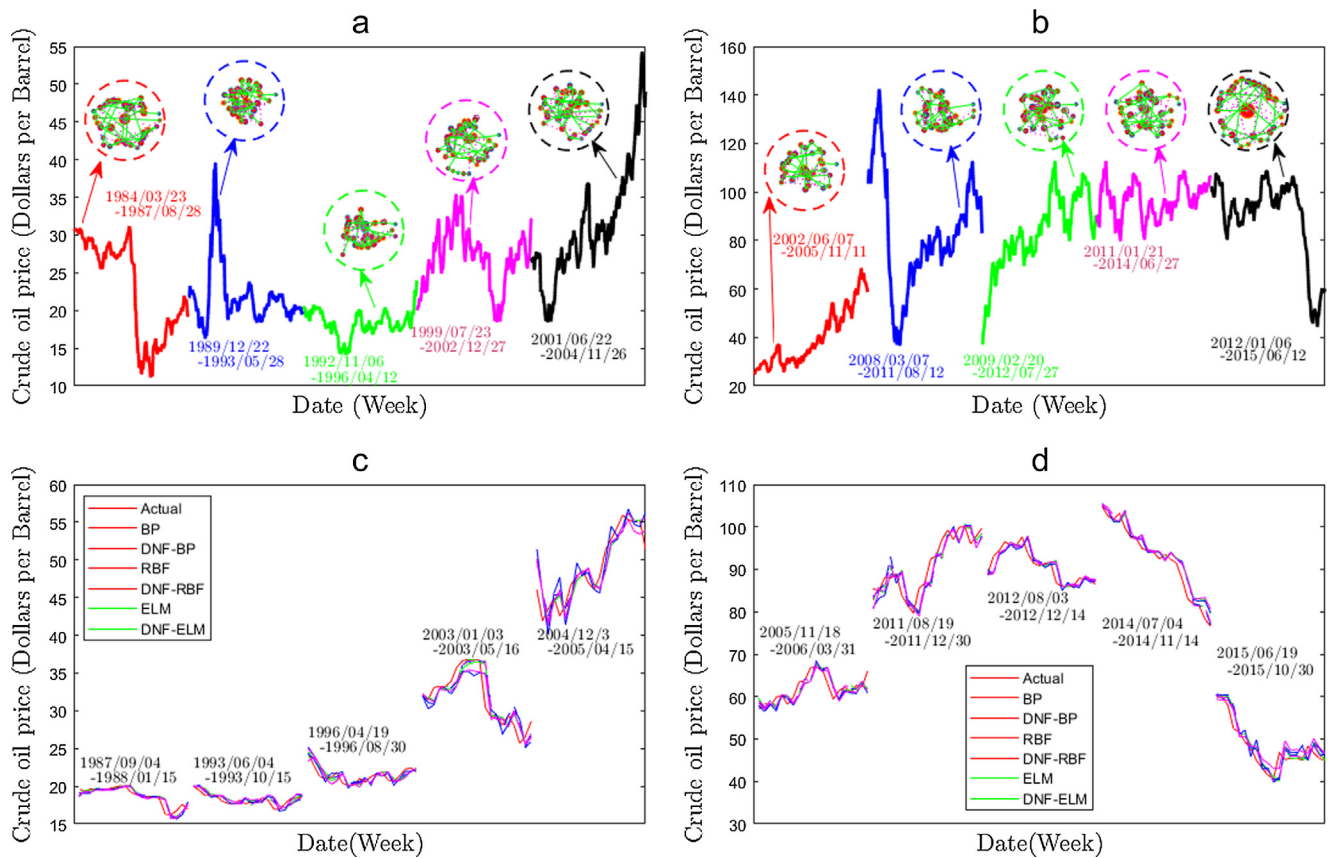 a
Crude oil price (Dollars per Barrel)
55
50
45
40
35
30
25
20
15
10
1984/03/23
-1987/08/28
1989/12/22
-1993/05/28
1992/11/06
-1996/04/12
1999/07/23
-2002/12/27
2001/06/22
-2004/11/26
Date (Week)
b
Crude oil price (Dollars per Barrel)
160
140
120
100
80
60
40
20
2002/06/07
-2005/11/11
2008/03/07
-2011/08/12
2009/02/20
-2012/07/27
2011/01/21
-2014/06/27
2012/01/06
-2015/06/12
Date (Week)
c
Crude oil price (Dollars per Barrel)
60
55
50
45
40
35
30
25
20
15
Actual
BP
DNF-BP
RBF
DNF-RBF
ELM
DNF-ELM
1987/09/04
-1988/01/15
1993/06/04
-1993/10/15
1996/04/19
-1996/08/30
2003/01/03
-2003/05/16
2004/12/3
-2005/04/15
Date(Week)
d
Crude oil price (Dollars per Barrel)
110
100
90
80
70
60
50
40
30
2005/11/18
-2006/03/31
2011/08/19
-2011/12/30
2012/08/03
-2012/12/14
2014/07/04
-2014/11/14
2015/06/19
-2015/10/30
Actual
BP
DNF-BP
RBF
DNF-RBF
ELM
DNF-ELM
Date(Week)